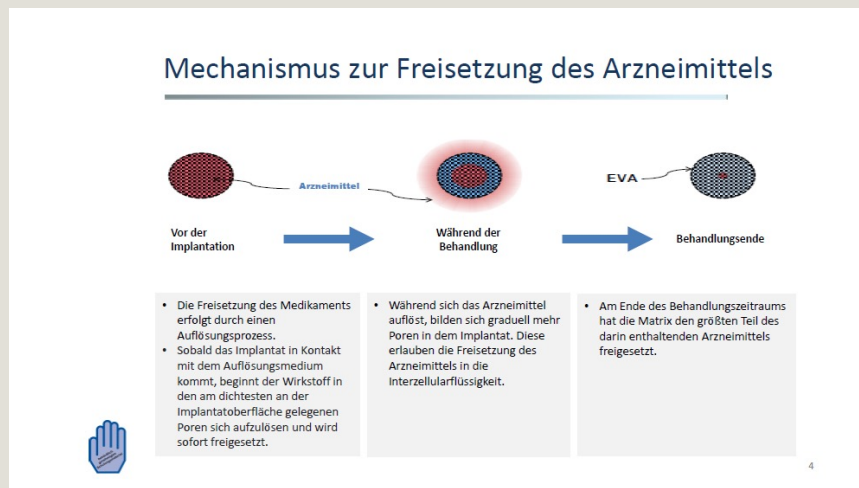 Mechanismus zur Freisetzung des Arzneimittels
Arzneimittel
EVA
Vor der
Implantation
Während der
Behandlung
Behandlungsende
• Die Freisetzung des Medikaments
erfolgt durch einen
Auflösungsprozess.
• Sobald das Implantat in Kontakt
mit dem Auflösungsmedium
kommt, beginnt der Wirkstoff in
den am dichtesten an der
Implantatoberfläche gelegenen
Poren sich aufzulösen und wird
sofort freigesetzt.
• Während sich das Arzneimittel
auflöst, bilden sich graduell mehr
Poren in dem Implantat. Diese
erlauben die Freisetzung des
Arzneimittels in die
Interzellularflüssigkeit.
• Am Ende des Behandlungszeitraums
hat die Matrix den größten Teil des
darin enthaltenden Arzneimittels
freigesetzt.
4